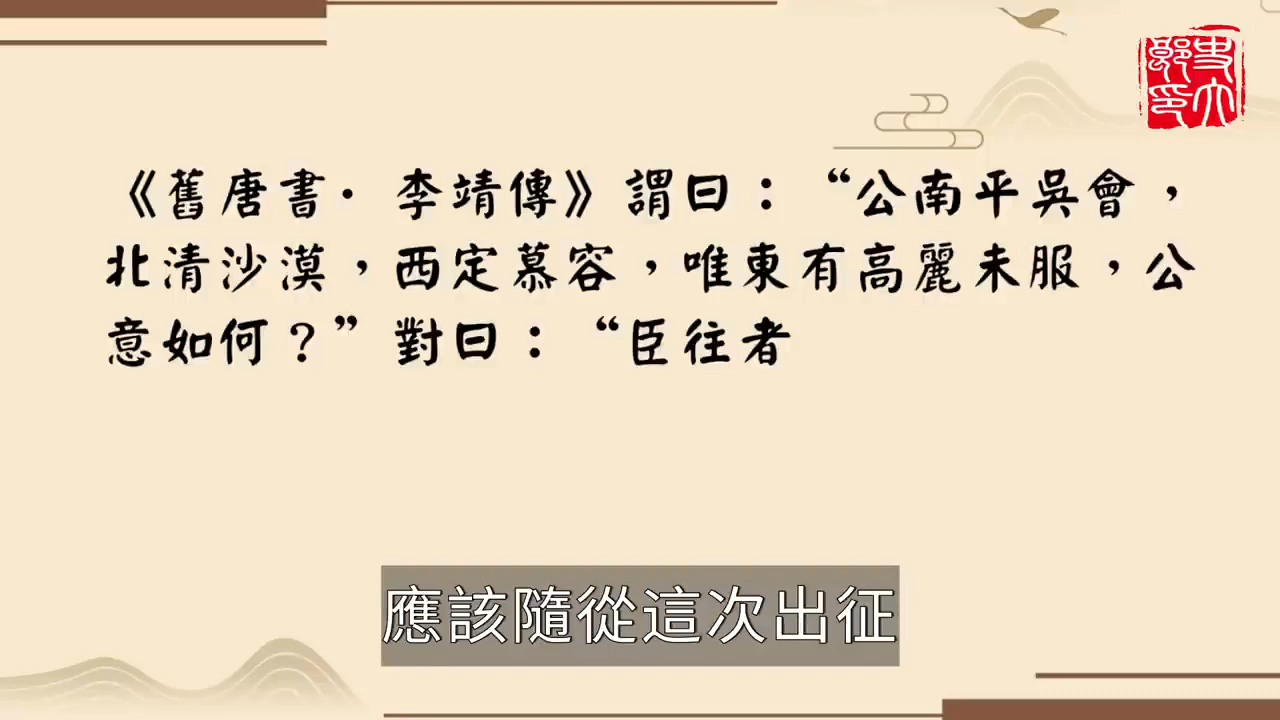 《舊唐書·李靖傳》謂曰：“公南平吳會，
北清沙漠，西定慕容，唯東有高麗未服，公
意如何？”對曰：“臣往者
應該隨從這次出征